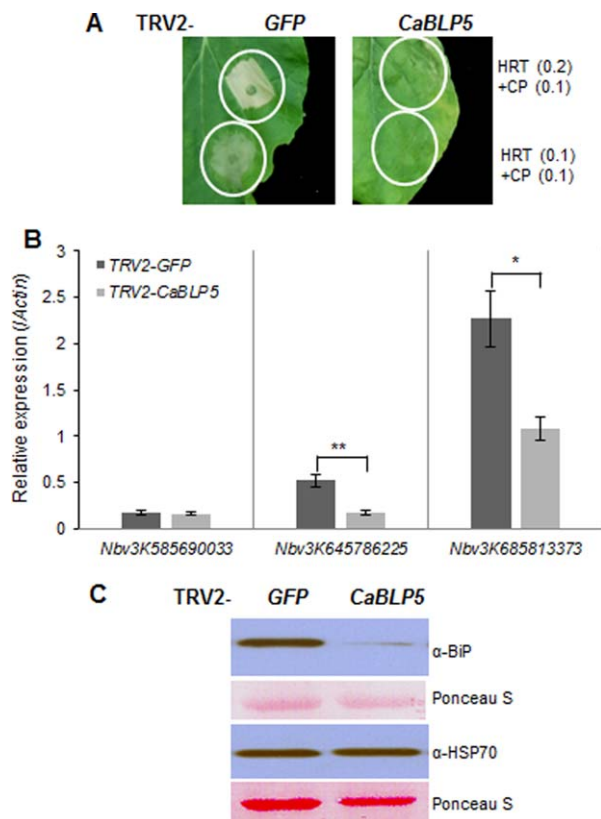 A
TRV2- GFP CaBLP5
HRT (0.2)
+CP (0.1)
HRT (0.1)
+CP (0.1)
B
3
2.5
2
1.5
1
0.5
0
Relative expression (/Actin)
TRV2-GFP
TRV2-CaBLP5
**
*
Nbv3K585690033 Nbv3K645786225 Nbv3K685813373
C
TRV2- GFP CaBLP5
α-BiP
Ponceau S
α-HSP70
Ponceau S